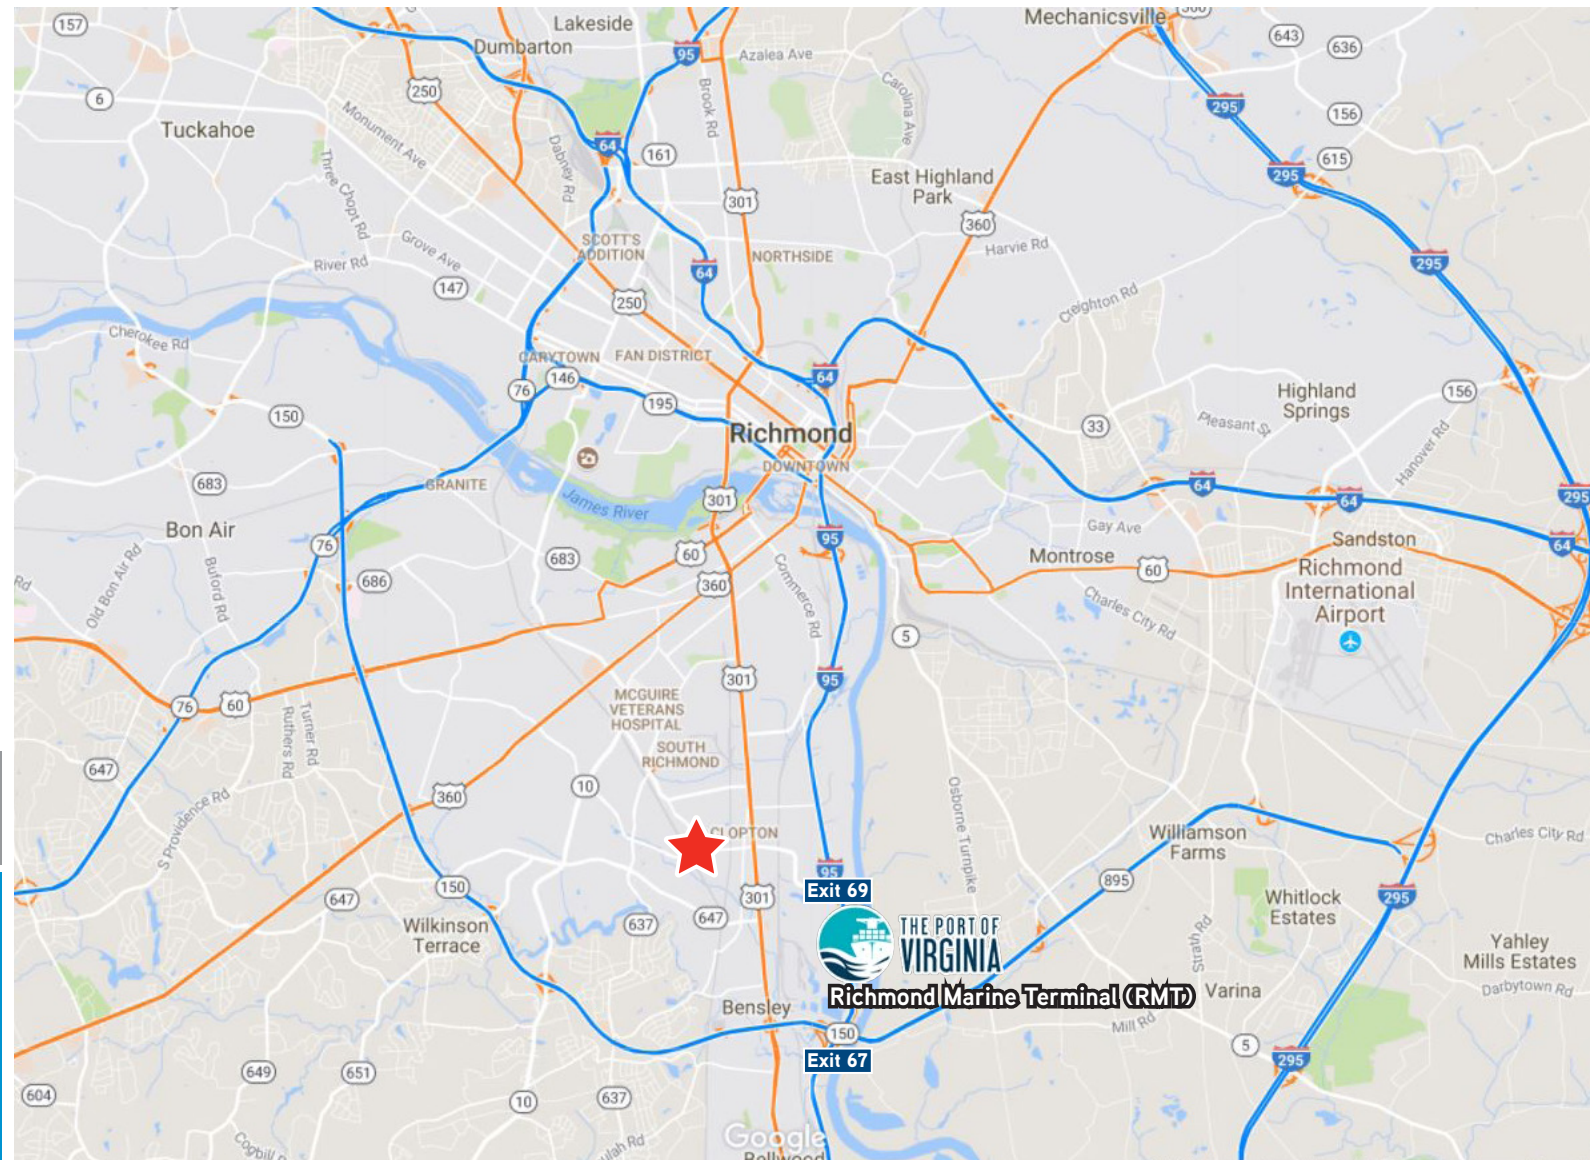 157
Lakeside
Mechanicsville
360
Dumbarton
95
Azalea Ave
643
636
250
6
Brook Rd
Carolina Ave
295
156
Tuckahoe
Monument Ave
64
Dabney Rd
161
615
Three Chopt Rd
East Highland
Park
295
301
360
Grove Ave
SCOTT'S
ADDITION
NORTHSIDE
Harvie Rd
River Rd
64
295
147
250
Creighton Rd
Cherokee Rd
CARYTOWN
FAN DISTRICT
64
76
146
195
Highland
Springs
156
150
33
Pleasant St
Richmond
DOWNTOWN
Hanover Rd
683
GRANITE
64
64
295
James River
301
Bon Air
95
Gay Ave
Sandston
64
76
683
60
Montrose
60
Richmond
International
Airport
Rd
Old Bon Air Rd
Buford Rd
686
360
Commerce Rd
Charles City Rd
5
301
95
MCGUIRE
VETERANS
HOSPITAL
76
60
Turner Rd
Ruthers Rd
SOUTH
RICHMOND
647
10
360
S Providence Rd
Osborne Turnpike
CLOPTON
Williamson
Farms
Charles City Rd
95
Exit 69
150
895
647
301
295
Wilkinson
Terrace
637
647
THE PORT OF
VIRGINIA
Whitlock
Estates
Strath Rd
Yahley
Mills Estates
Richmond Marine Terminal (RMT)
Varina
Darbytown Rd
Bensley
Mill Rd
150
5
Exit 67
295
649
651
604
10
637
Google
Bellwood